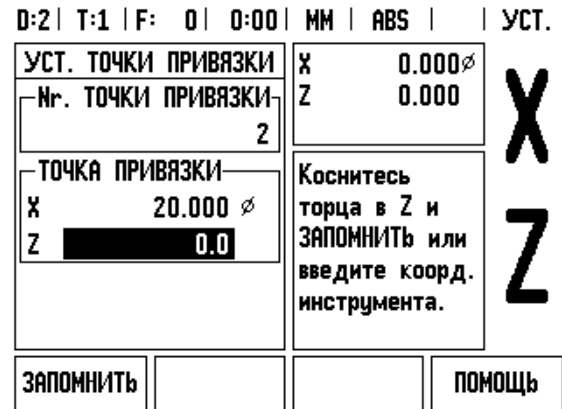 D:2 | T:1 | F: 0 | 0:00 | MM | ABS | | УСТ.
УСТ. ТОЧКИ ПРИВЯЗКИ
Nr. ТОЧКИ ПРИВЯЗКИ
2
ТОЧКА ПРИВЯЗКИ
X 20.000 ⌀
Z 0.0
X 0.000⌀
Z 0.000
Коснитесь
торца в Z и
ЗАПОМНИТЬ или
введите коорд.
инструмента.
X
Z
ЗАПОМНИТЬ
ПОМОЩЬ